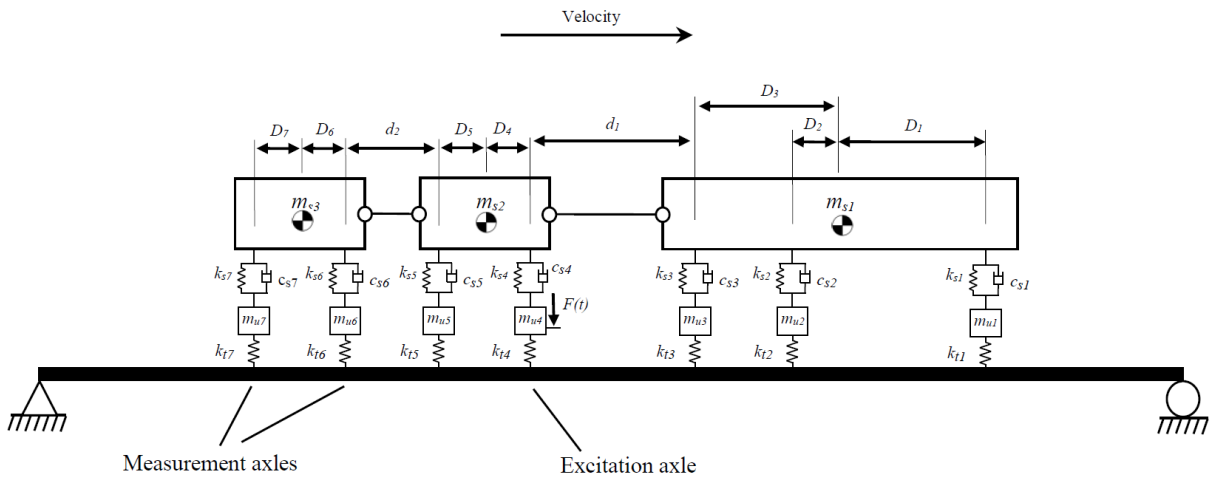 Velocity
D3
D7 D6 d2 D5 D4 d1 D2 D1
ms3 ms2 ms1
ks7 cs7 ks6 cs6 ks5 cs5 ks4 cs4 ks3 cs3 ks2 cs2 ks1 cs1
F(t)
mu7 mu6 mu5 mu4 mu3 mu2 mu1
kt7 kt6 kt5 kt4 kt3 kt2 kt1
Measurement axles Excitation axle